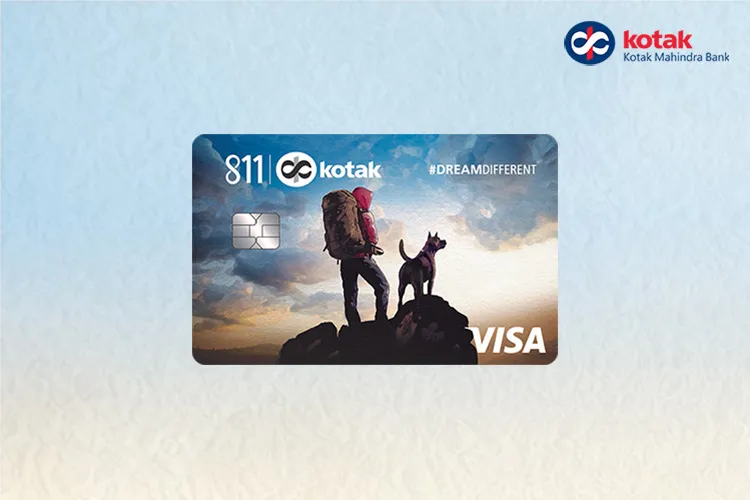 kotak
Kotak Mahindra Bank
811 | kotak
#DREAMDIFFERENT
VISA